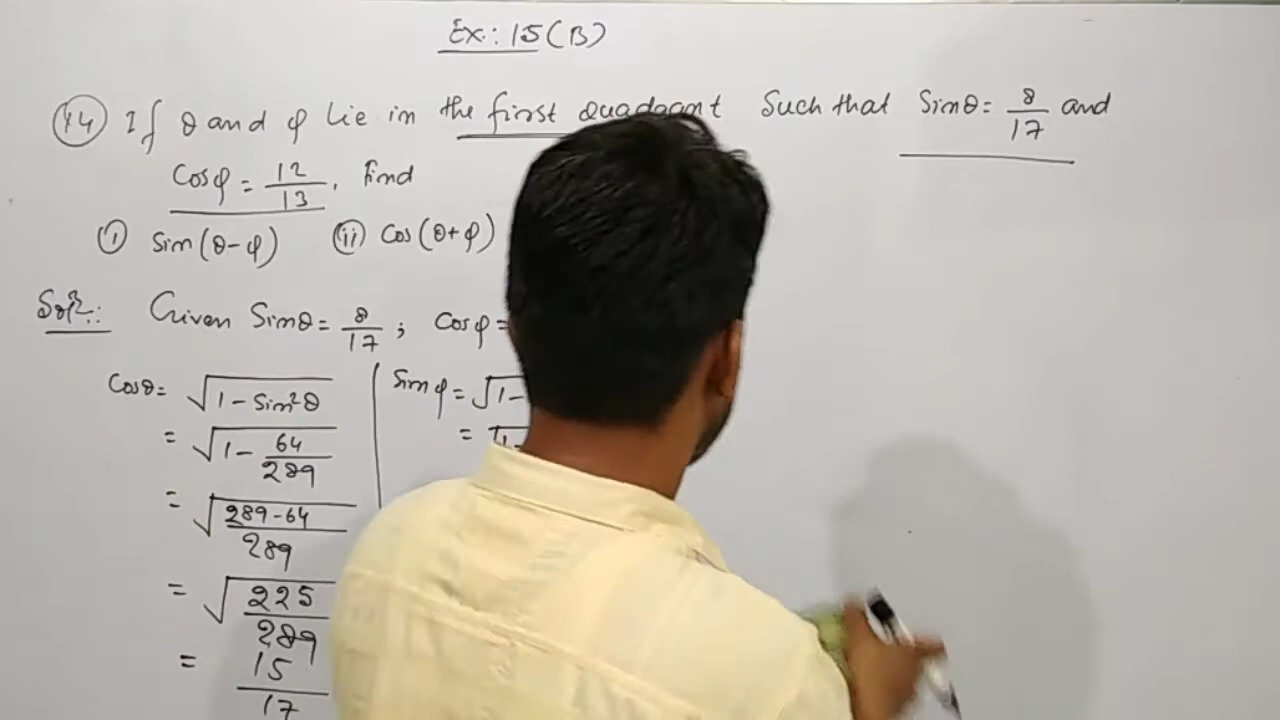 Ex.: 15(B)
14 If θ and φ lie in the first quadrant Such that Sinθ = 8/17 and
Cosφ = 12/13, Find
(i) Sin(θ-φ) (ii) Cos(θ+φ)
Sol?.: Given Sinθ = 8/17 ; Cosφ =
Cosθ = √1 - Sin²θ Sinφ = √1 -
= √1 - 64/289 = √1 -
= √289 - 64/289
= √225/289
= 15/17